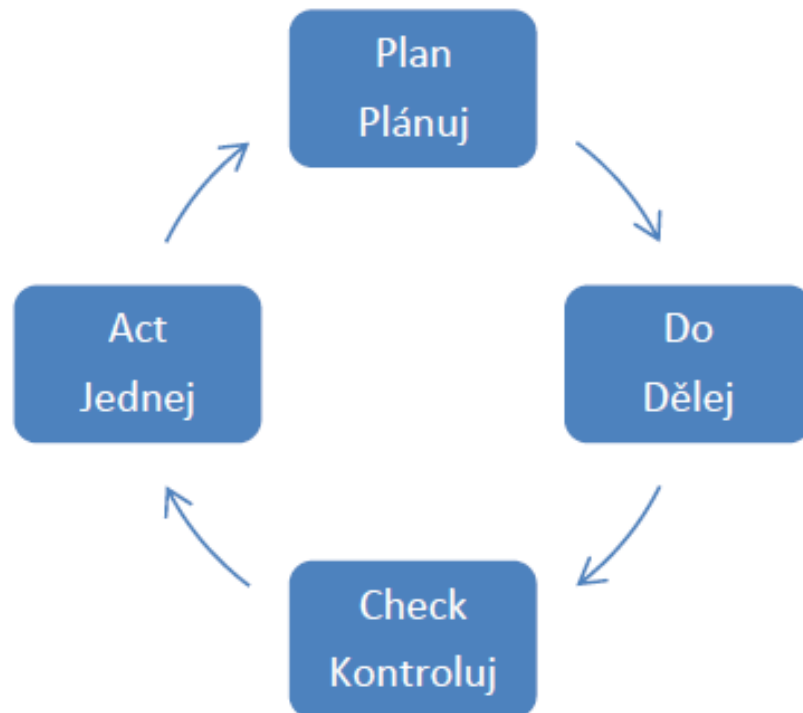 Plan
Plánuj
Do
Dělej
Check
Kontroluj
Act
Jednej